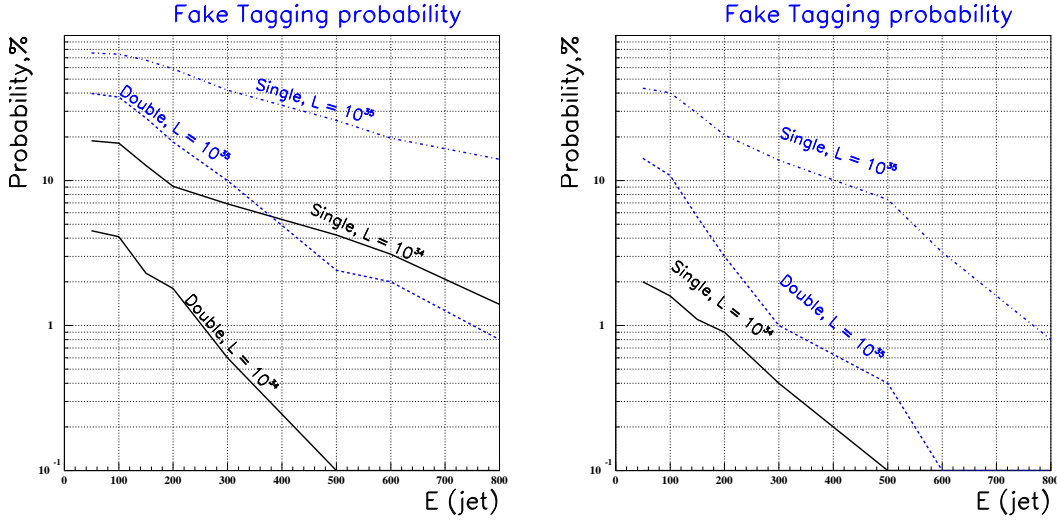 Fake Tagging probability
Probability,%
10
1
10⁻¹
Single, L = 10³⁵
Double, L = 10³⁵
Single, L = 10³⁴
Double, L = 10³⁴
0 100 200 300 400 500 600 700 800
E (jet)
Fake Tagging probability
Probability,%
10
1
10⁻¹
Single, L = 10³⁵
Single, L = 10³⁴
Double, L = 10³⁵
0 100 200 300 400 500 600 700 800
E (jet)